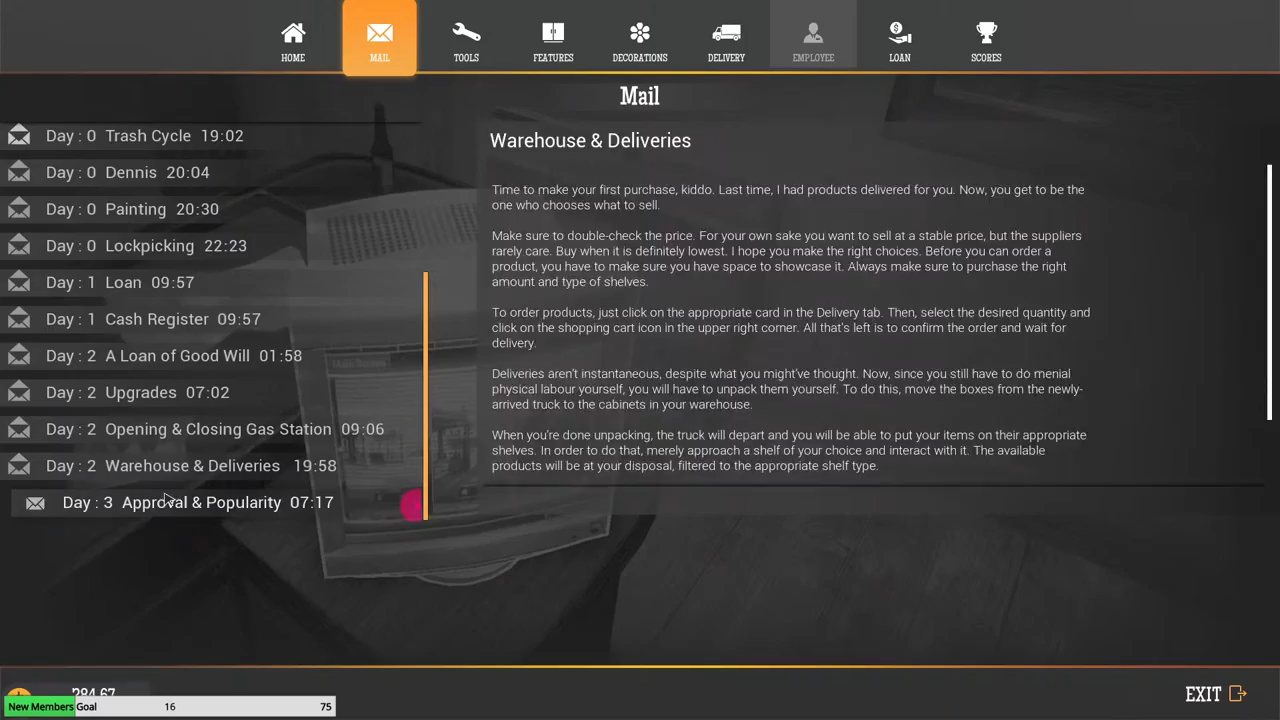 HOME
MAIL
TOOLS
FEATURES
DECORATIONS
DELIVERY
EMPLOYEE
LOAN
SCORES
Mail
Day : 0 Trash Cycle 19:02
Day : 0 Dennis 20:04
Day : 0 Painting 20:30
Day : 0 Lockpicking 22:23
Day : 1 Loan 09:57
Day : 1 Cash Register 09:57
Day : 2 A Loan of Good Will 01:58
Day : 2 Upgrades 07:02
Day : 2 Opening & Closing Gas Station 09:06
Day : 2 Warehouse & Deliveries 19:58
Day : 3 Approval & Popularity 07:17
Warehouse & Deliveries
Time to make your first purchase, kiddo. Last time, I had products delivered for you. Now, you get to be the
one who chooses what to sell.
Make sure to double-check the price. For your own sake you want to sell at a stable price, but the suppliers
rarely care. Buy when it is definitely lowest. I hope you make the right choices. Before you can order a
product, you have to make sure you have space to showcase it. Always make sure to purchase the right
amount and type of shelves.
To order products, just click on the appropriate card in the Delivery tab. Then, select the desired quantity and
click on the shopping cart icon in the upper right corner. All that's left is to confirm the order and wait for
delivery.
Deliveries aren't instantaneous, despite what you might've thought. Now, since you still have to do menial
physical labour yourself, you will have to unpack them yourself. To do this, move the boxes from the newly-
arrived truck to the cabinets in your warehouse.
When you're done unpacking, the truck will depart and you will be able to put your items on their appropriate
shelves. In order to do that, merely approach a shelf of your choice and interact with it. The available
products will be at your disposal, filtered to the appropriate shelf type.
284.67
New Members Goal 16 75
EXIT